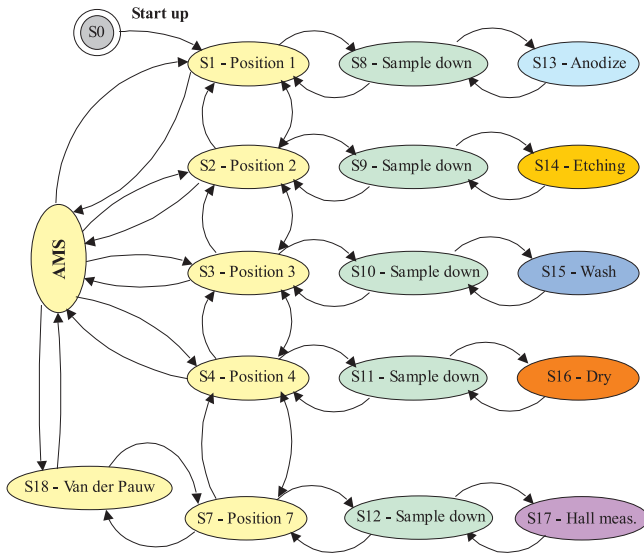 Start up
S0
S1 - Position 1
S8 - Sample down
S13 - Anodize
S2 - Position 2
S9 - Sample down
S14 - Etching
AMS
S3 - Position 3
S10 - Sample down
S15 - Wash
S4 - Position 4
S11 - Sample down
S16 - Dry
S18 - Van der Pauw
S7 - Position 7
S12 - Sample down
S17 - Hall meas.